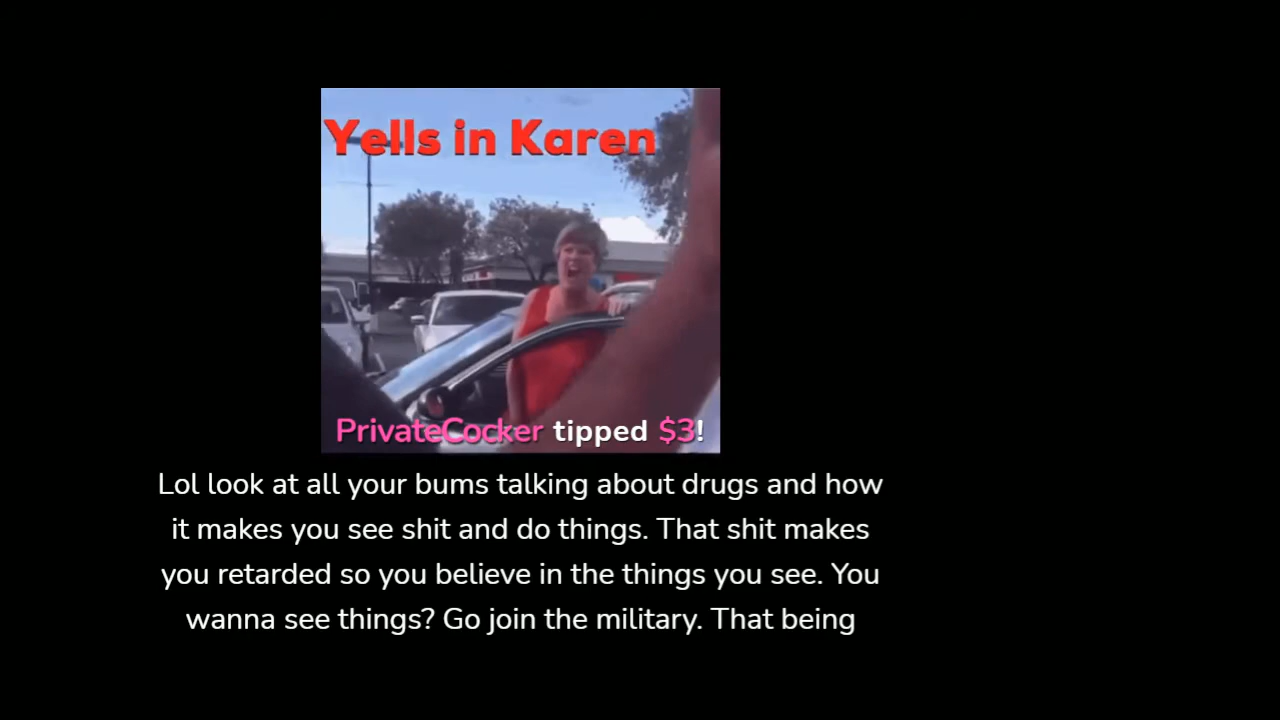 Yells in Karen
PrivateCocker tipped $3!
Lol look at all your bums talking about drugs and how
it makes you see shit and do things. That shit makes
you retarded so you believe in the things you see. You
wanna see things? Go join the military. That being